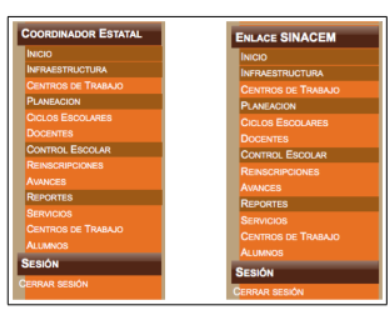 COORDINADOR ESTATAL
INICIO
INFRAESTRUCTURA
CENTROS DE TRABAJO
PLANEACION
CICLOS ESCOLARES
DOCENTES
CONTROL ESCOLAR
REINSCRIPCIONES
AVANCES
REPORTES
SERVICIOS
CENTROS DE TRABAJO
ALUMNOS
SESIÓN
CERRAR SESIÓN
ENLACE SINACEM
INICIO
INFRAESTRUCTURA
CENTROS DE TRABAJO
PLANEACION
CICLOS ESCOLARES
DOCENTES
CONTROL ESCOLAR
REINSCRIPCIONES
AVANCES
REPORTES
SERVICIOS
CENTROS DE TRABAJO
ALUMNOS
SESIÓN
CERRAR SESIÓN